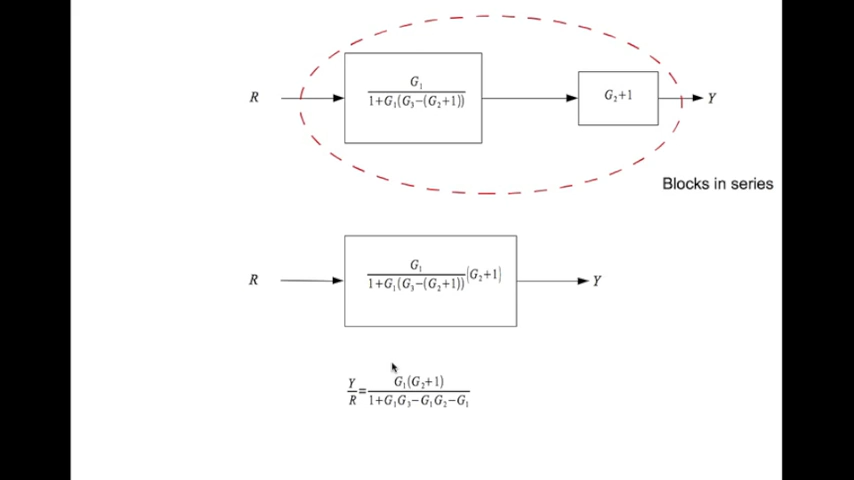 R
G₁
1+G₁(G₃−(G₂+1))
G₂+1
Y
Blocks in series
R
G₁
1+G₁(G₃−(G₂+1))
(G₂+1)
Y
Y/R = G₁(G₂+1)
1+G₁G₃−G₁G₂−G₁